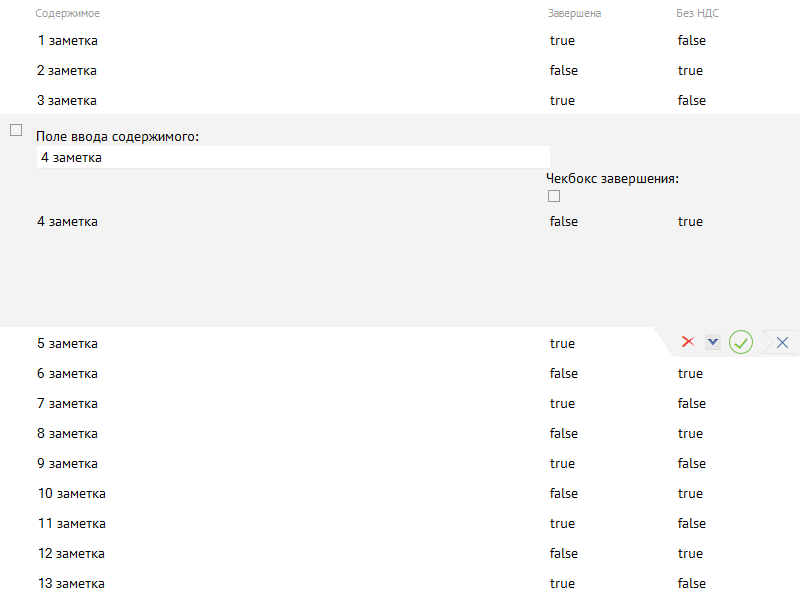 Содержимое Завершена Без НДС
1 заметка true false
2 заметка false true
3 заметка true false
Поле ввода содержимого:
4 заметка
Чекбокс завершения:
4 заметка false true
5 заметка true
6 заметка false true
7 заметка true false
8 заметка false true
9 заметка true false
10 заметка false true
11 заметка true false
12 заметка false true
13 заметка true false